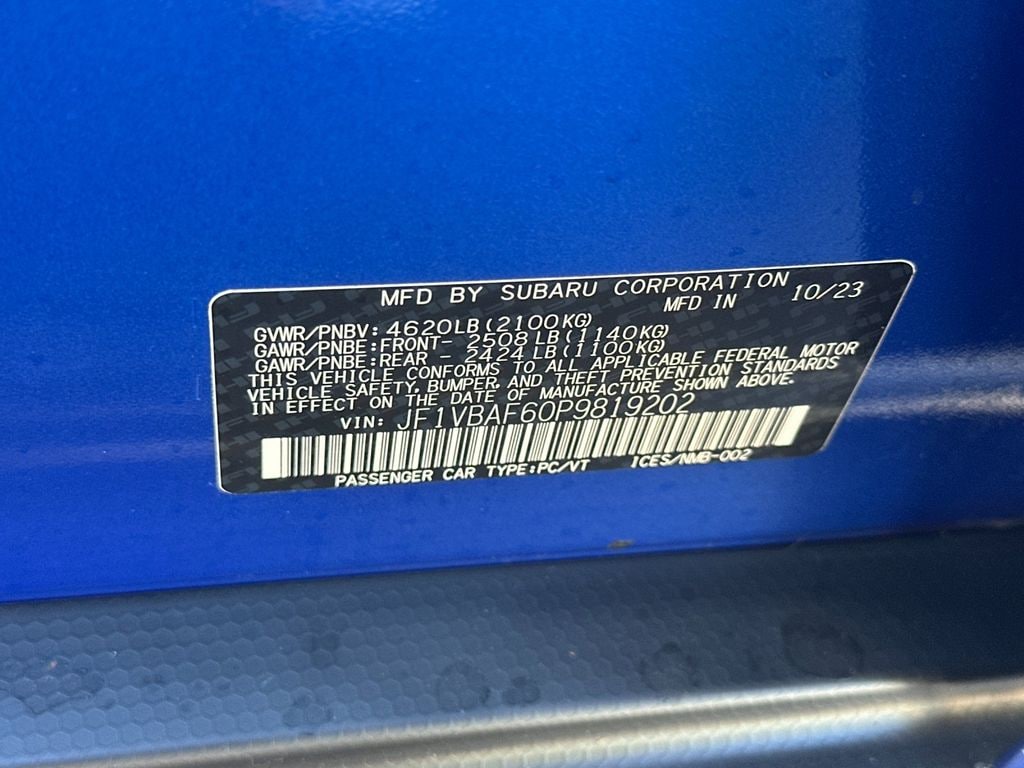 MFD BY SUBARU CORPORATION
MFD IN 10/23
GVWR/PNBV: 4620LB(2100KG)
GAWR/PNBE:FRONT- 2508 LB(1140KG)
GAWR/PNBE:REAR - 2424 LB(1100KG)
THIS VEHICLE CONFORMS TO ALL APPLICABLE FEDERAL MOTOR
VEHICLE SAFETY, BUMPER, AND THEFT PREVENTION STANDARDS
IN EFFECT ON THE DATE OF MANUFACTURE SHOWN ABOVE.
VIN: JF1VBAF60P9819202
PASSENGER CAR TYPE:PC/VT ICES/NMB-002